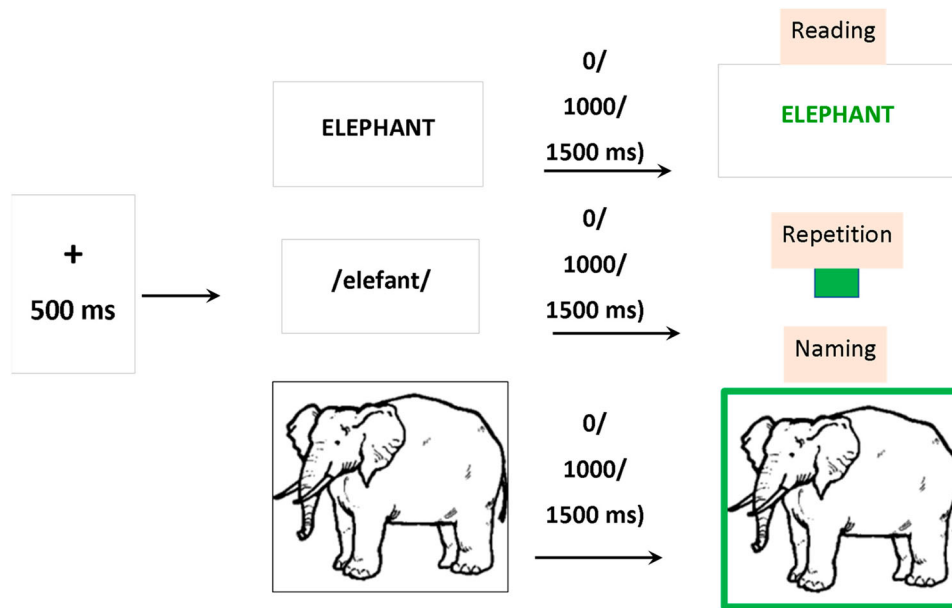 +
500 ms
ELEPHANT
0/
1000/
1500 ms)
Reading
ELEPHANT
/elefant/
0/
1000/
1500 ms)
Repetition
0/
1000/
1500 ms)
Naming